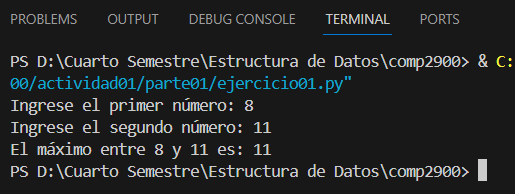 PROBLEMS OUTPUT DEBUG CONSOLE TERMINAL PORTS
PS D:\Cuarto Semestre\Estructura de Datos\comp2900> & C:
00/actividad01/parte01/ejercicio01.py"
Ingrese el primer número: 8
Ingrese el segundo número: 11
El máximo entre 8 y 11 es: 11
PS D:\Cuarto Semestre\Estructura de Datos\comp2900>